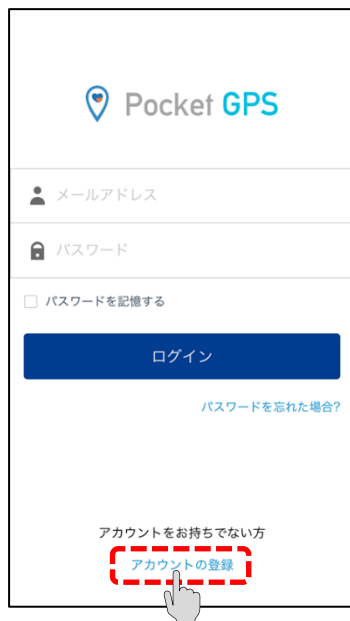 Pocket GPS
メールアドレス
パスワード
パスワードを記憶する
ログイン
パスワードを忘れた場合?
アカウントをお持ちでない方
アカウントの登録